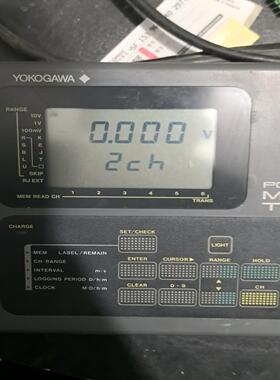 YOKOGAWA
RANGE
10V
1V
100mV
R K
S E
B J
L T
U
SKIP
RJ EXT
0.000 V
2ch
1 2 3 4 5 6
MEM READ CH
TRANS
CHARGE
SET/CHECK
LIGHT
MEM LABEL/REMAIN
CH RANGE
INTERVAL m/s
LOGGING PERIOD D/h
CLOCK M·D/h·m
ENTER
CURSOR
RANGE
HOLD
CLEAR
0 - 9
CH